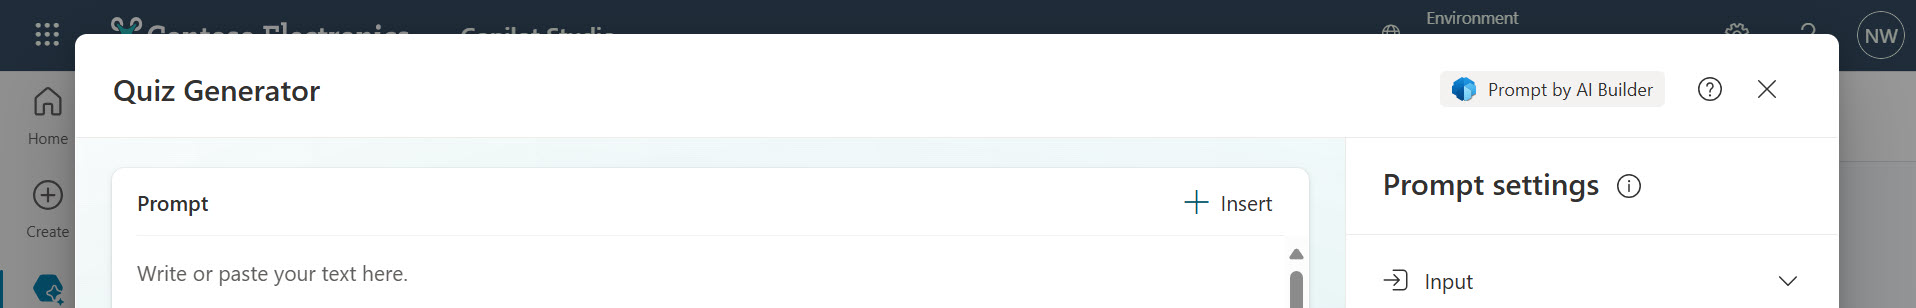 Environment
NW
Quiz Generator
Prompt by AI Builder
Home
Prompt settings
Prompt
Insert
Create
Write or paste your text here.
Input